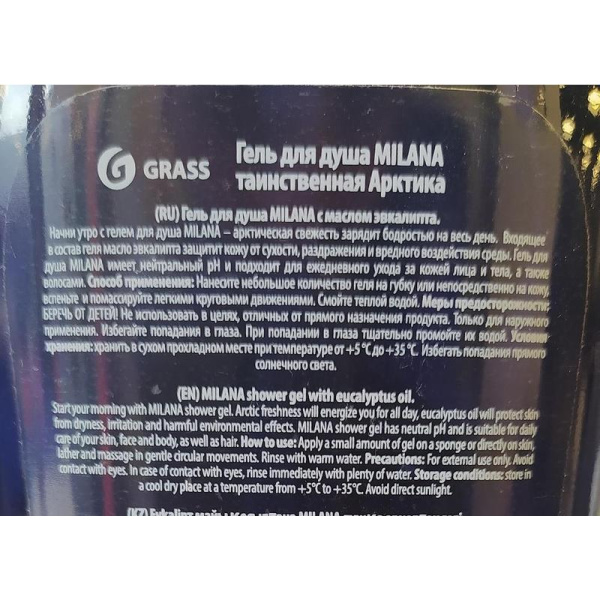 GRASS
Гель для душа MILANA
таинственная Арктика
(RU) Гель для душа MILANA с маслом эвкалипта.
Начни утро с гелем для душа MILANA – арктическая свежесть зарядит бодростью на весь день. Входящее
в состав геля масло эвкалипта защитит кожу от сухости, раздражения и вредного воздействия среды. Гель для
душа MILANA имеет нейтральный pH и подходит для ежедневного ухода за кожей лица и тела, а также
волосами. Способ применения: Нанесите небольшое количество геля на губку или непосредственно на кожу,
вспеньте и помассируйте легкими круговыми движениями. Смойте теплой водой. Меры предосторожности:
БЕРЕЧЬ ОТ ДЕТЕЙ! Не использовать в целях, отличных от прямого назначения продукта. Только для наружного
применения. Избегайте попадания в глаза. При попадании в глаза тщательно промойте их водой. Условия
хранения: хранить в сухом прохладном месте при температуре от +5°C до +35°C. Избегать попадания прямого
солнечного света.
(EN) MILANA shower gel with eucalyptus oil.
Start your morning with MILANA shower gel. Arctic freshness will energize you for all day, eucalyptus oil will protect skin
from dryness, irritation and harmful environmental effects. MILANA shower gel has neutral pH and is suitable for daily
care of your skin, face and body, as well as hair. How to use: Apply a small amount of gel on a sponge or directly on skin,
lather and massage in gentle circular movements. Rinse with warm water. Precautions: For external use only. Avoid
contact with eyes. In case of contact with eyes, rinse immediately with plenty of water. Storage conditions: store in
a cool dry place at a temperature from +5°C to +35°C. Avoid direct sunlight.
(KZ) Эвкалипт майы